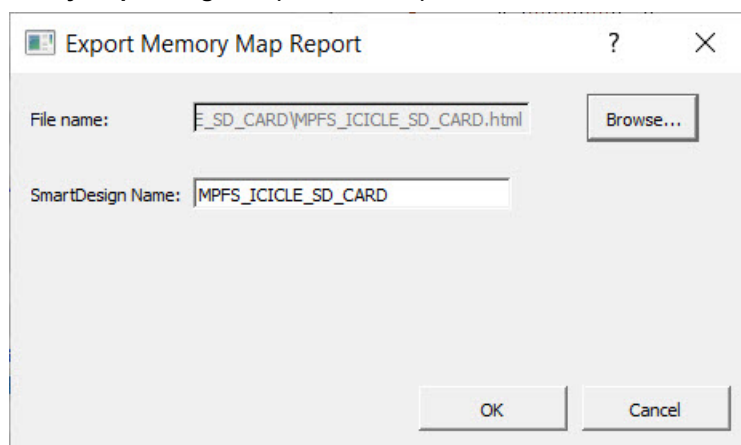 Export Memory Map Report
File name: E_SD_CARD\MPFS_ICICLE_SD_CARD.html Browse...
SmartDesign Name: MPFS_ICICLE_SD_CARD
OK Cancel